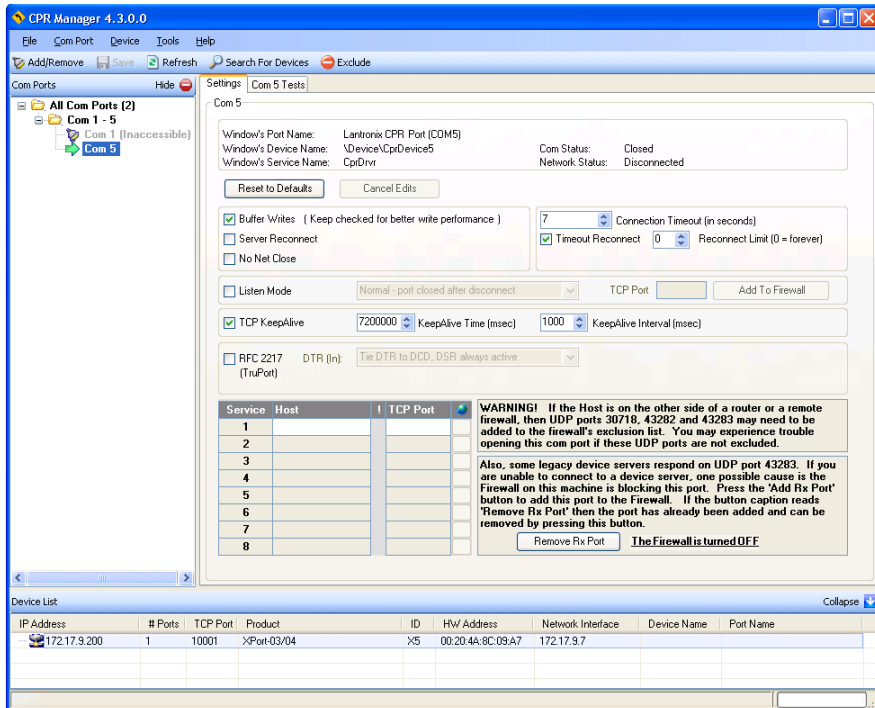 CPR Manager 4.3.0.0
File Com Port Device Tools Help
Add/Remove Save Refresh Search For Devices Exclude
Com Ports Hide
All Com Ports (2)
Com 1 - 5
Com 1 (Inaccessible)
Com 5
Settings Com 5 Tests
Com 5
Window's Port Name: Lantronix CPR Port (COM5)
Window's Device Name: \Device\CprDevice5 Com Status: Closed
Window's Service Name: CprDrvr Network Status: Disconnected
Reset to Defaults Cancel Edits
Buffer Writes ( Keep checked for better write performance )
Server Reconnect
No Net Close
7 Connection Timeout (in seconds)
Timeout Reconnect 0 Reconnect Limit (0 = forever)
Listen Mode Normal - port closed after disconnect TCP Port Add To Firewall
TCP KeepAlive 7200000 KeepAlive Time (msec) 1000 KeepAlive Interval (msec)
RFC 2217 DTR (In): Tie DTR to DCD, DSR always active
(TruPort)
Service Host ! TCP Port
1
2
3
4
5
6
7
8
WARNING! If the Host is on the other side of a router or a remote
firewall, then UDP ports 30718, 43282 and 43283 may need to be
added to the firewall's exclusion list. You may experience trouble
opening this com port if these UDP ports are not excluded.
Also, some legacy device servers respond on UDP port 43283. If you
are unable to connect to a device server, one possible cause is the
Firewall on this machine is blocking this port. Press the 'Add Rx Port'
button to add this port to the Firewall. If the button caption reads
'Remove Rx Port' then the port has already been added and can be
removed by pressing this button.
Remove Rx Port The Firewall is turned OFF
Device List Collapse
IP Address # Ports TCP Port Product ID HW Address Network Interface Device Name Port Name
172.17.9.200 1 10001 XPort-03/04 X5 00:20:4A:8C:09:A7 172.17.9.7